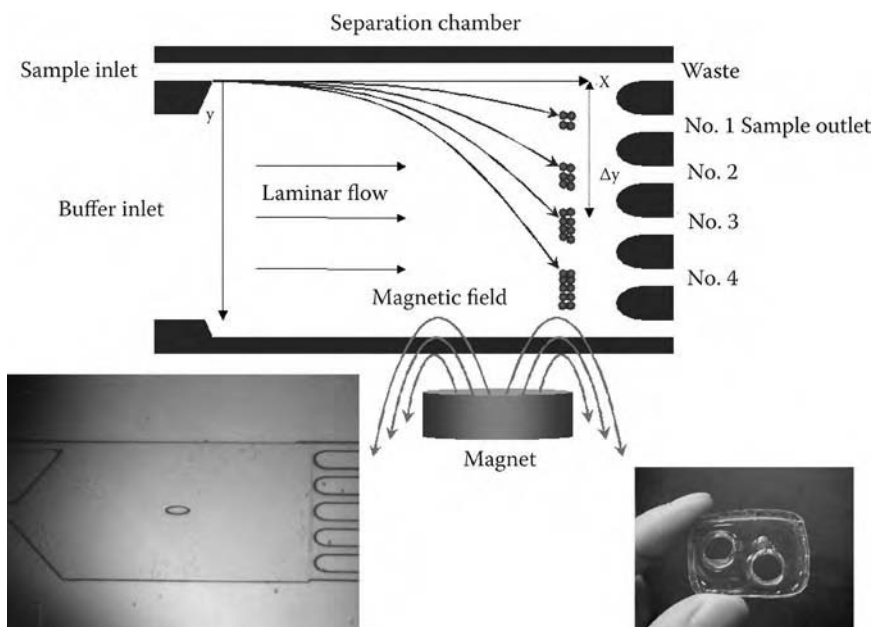 Separation chamber
Sample inlet
X
Waste
y
No. 1 Sample outlet
Δy
No. 2
Laminar flow
Buffer inlet
No. 3
No. 4
Magnetic field
Magnet